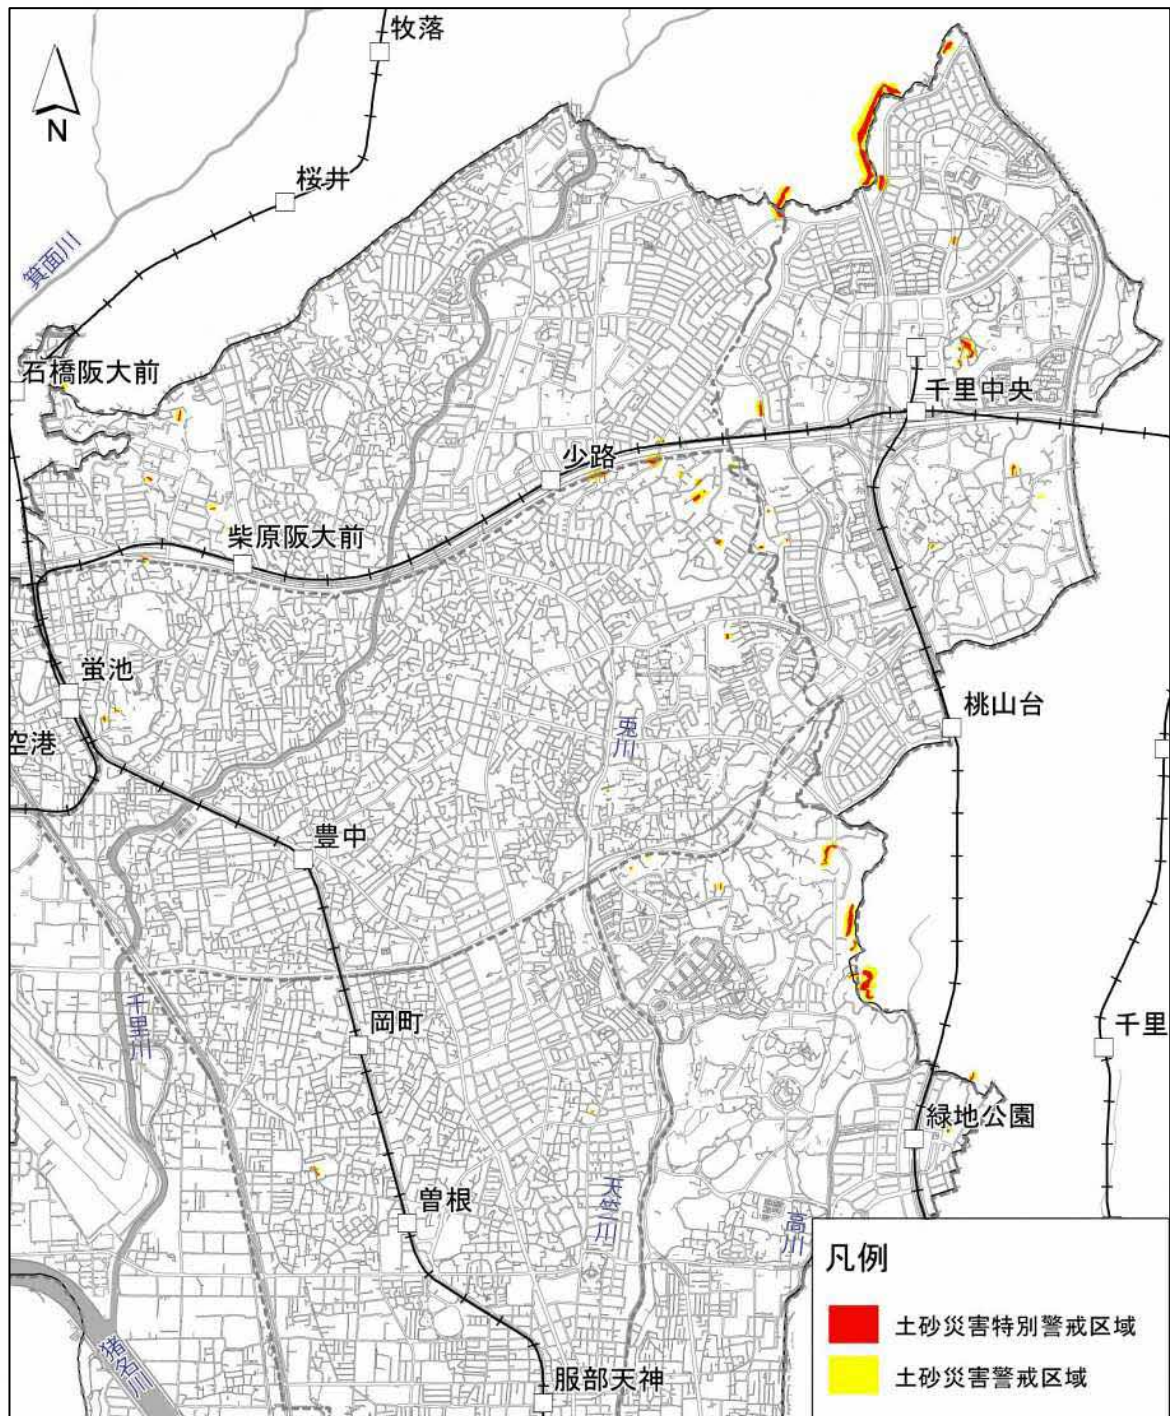 牧落
N
桜井
箕面川
石橋阪大前
千里中央
少路
柴原阪大前
蛍池
桃山台
空港
兎川
豊中
千里川
岡町
千里
緑地公園
曽根
天竺川
高川
凡例
土砂災害特別警戒区域
猪名川
服部天神
土砂災害警戒区域